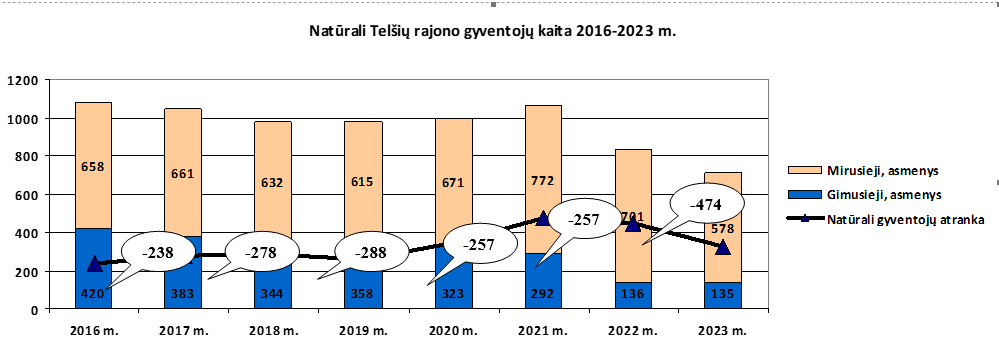 Natūrali Telšių rajono gyventojų kaita 2016-2023 m.
1200
1000
800
600
400
200
0
658 661 632 615 671 772 701 578
-238 -278 -288 -257 -257 -474
420 383 344 358 323 292 136 135
2016 m. 2017 m. 2018 m. 2019 m. 2020 m. 2021 m. 2022 m. 2023 m.
Mirusieji, asmenys
Gimusieji, asmenys
Natūrali gyventojų atranka